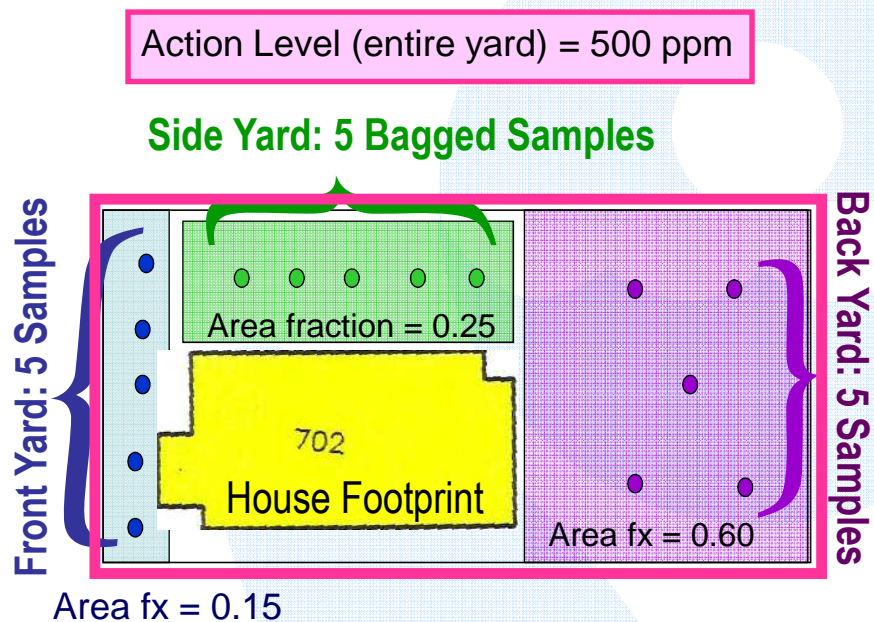 Action Level (entire yard) = 500 ppm
Side Yard: 5 Bagged Samples
Front Yard: 5 Samples
Back Yard: 5 Samples
Area fraction = 0.25
702
House Footprint
Area fx = 0.60
Area fx = 0.15